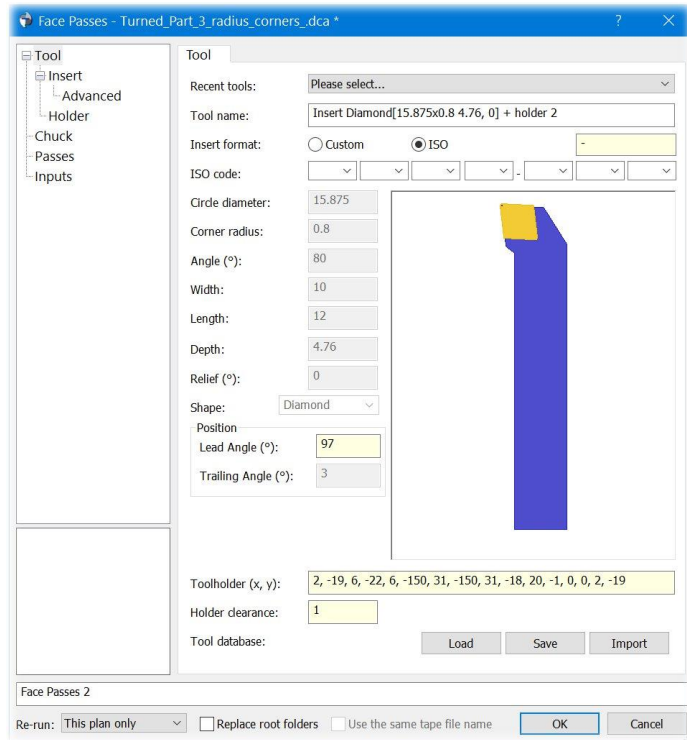 Face Passes - Turned_Part_3_radius_corners_.dca *
Tool
Insert
Advanced
Holder
Chuck
Passes
Inputs
Tool
Recent tools: Please select...
Tool name: Insert Diamond[15.875x0.8 4.76, 0] + holder 2
Insert format: Custom ISO -
ISO code: -
Circle diameter: 15.875
Corner radius: 0.8
Angle (°): 80
Width: 10
Length: 12
Depth: 4.76
Relief (°): 0
Shape: Diamond
Position
Lead Angle (°): 97
Trailing Angle (°): 3
Toolholder (x, y): 2, -19, 6, -22, 6, -150, 31, -150, 31, -18, 20, -1, 0, 0, 2, -19
Holder clearance: 1
Tool database: Load Save Import
Face Passes 2
Re-run: This plan only Replace root folders Use the same tape file name OK Cancel